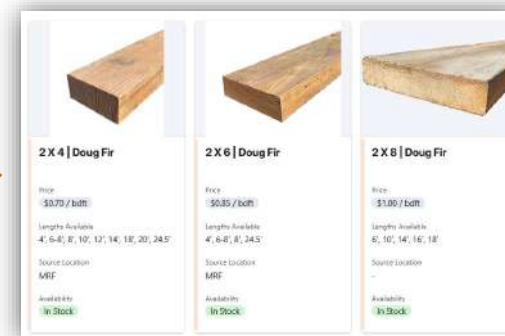 2 X 4 | Doug Fir
Price
$0.70 / bdft
Lengths Available
4', 6-8', 8', 10', 12', 14', 18', 20', 24.5'
Source Location
MRF
Availability
In Stock
2 X 6 | Doug Fir
Price
$0.85 / bdft
Lengths Available
4', 6-8', 8', 24.5'
Source Location
MRF
Availability
In Stock
2 X 8 | Doug Fir
Price
$1.00 / bdft
Lengths Available
6', 10', 14', 16', 18'
Source Location
-
Availability
In Stock